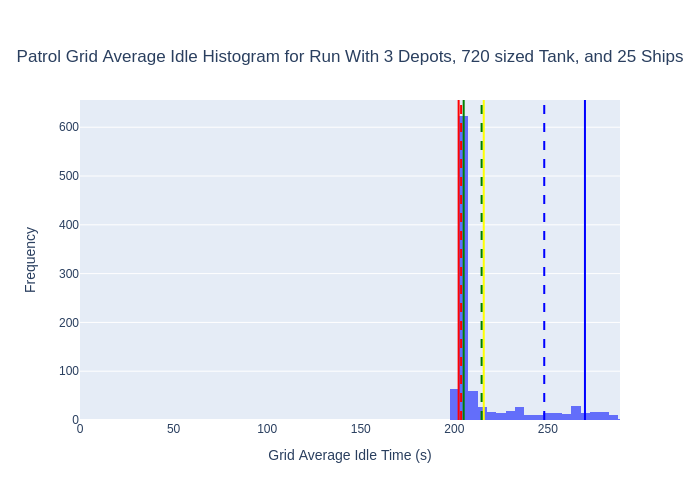 Patrol Grid Average Idle Histogram for Run With 3 Depots, 720 sized Tank, and 25 Ships
600
500
400
300
200
100
0
Frequency
0 50 100 150 200 250
Grid Average Idle Time (s)